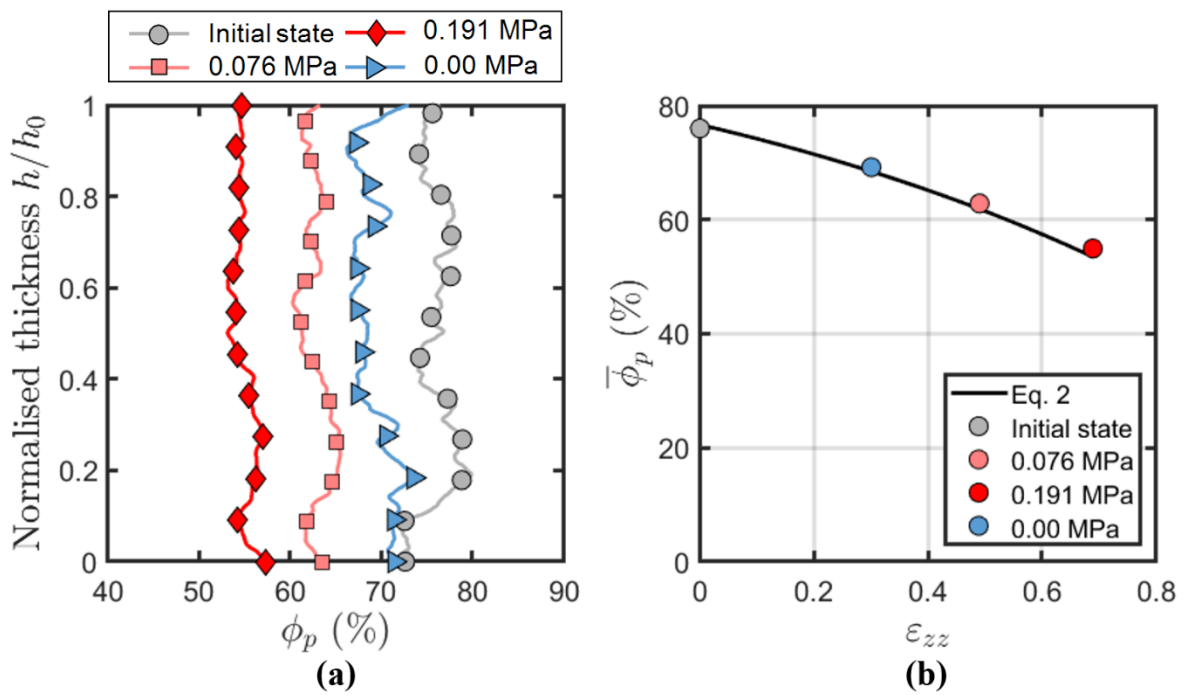 Initial state 0.191 MPa
0.076 MPa 0.00 MPa
Normalised thickness h/h₀
1
0.8
0.6
0.4
0.2
0
40 50 60 70 80 90
ϕₚ (%)
(a)
ϕ̅ₚ (%)
80
60
40
20
0
Eq. 2
Initial state
0.076 MPa
0.191 MPa
0.00 MPa
0 0.2 0.4 0.6 0.8
ε_zz
(b)